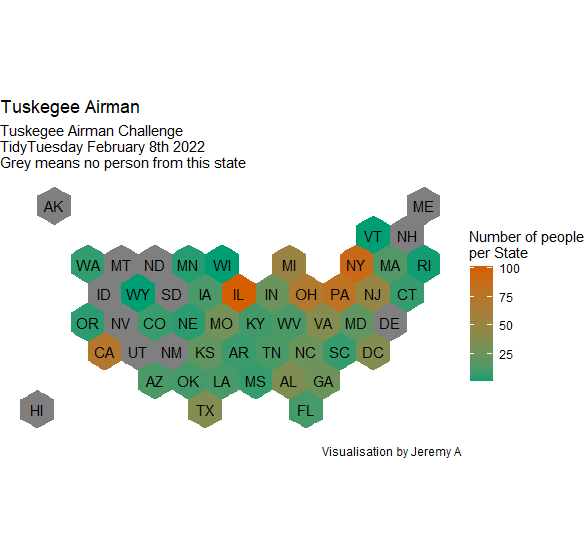 Tuskegee Airman
Tuskegee Airman Challenge
TidyTuesday February 8th 2022
Grey means no person from this state
AK ME
VT NH
WA MT ND MN WI MI NY MA RI
ID WY SD IA IL IN OH PA NJ CT
OR NV CO NE MO KY WV VA MD DE
CA UT NM KS AR TN NC SC DC
AZ OK LA MS AL GA
HI TX FL
Number of people
per State
100
75
50
25
Visualisation by Jeremy A